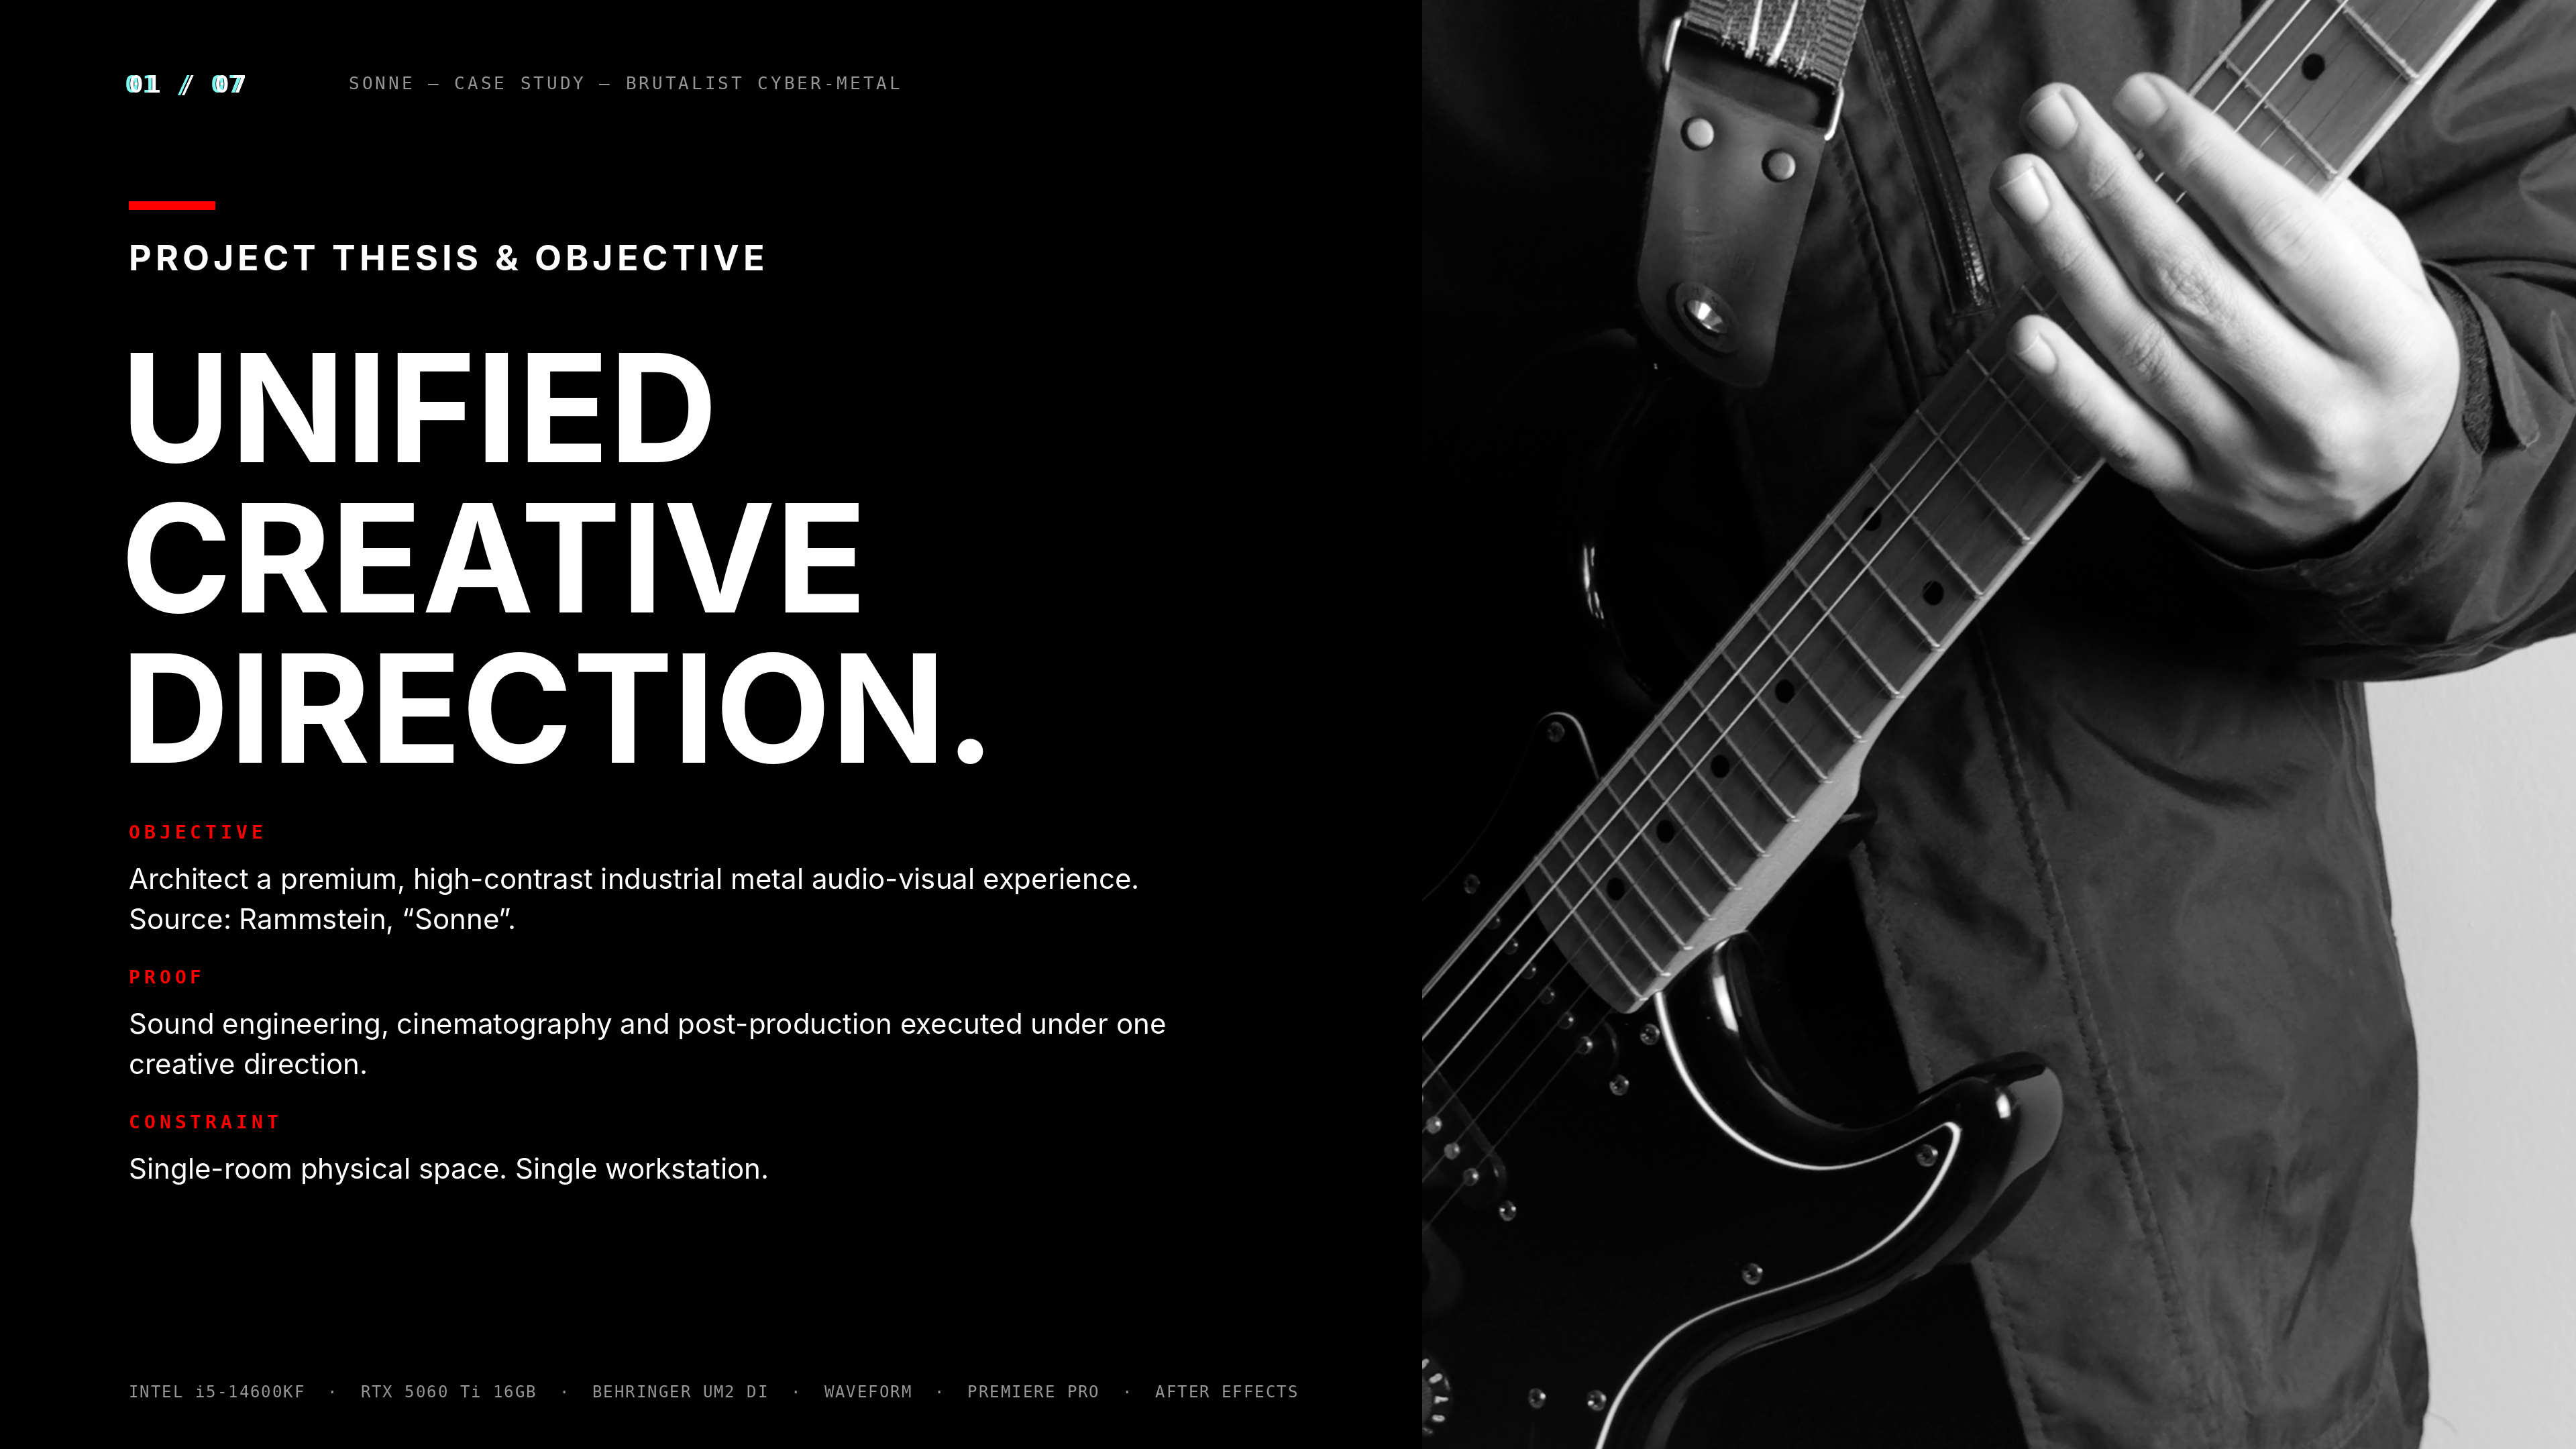 01 / 07
SONNE — CASE STUDY — BRUTALIST CYBER-METAL
PROJECT THESIS & OBJECTIVE
UNIFIED
CREATIVE
DIRECTION.
OBJECTIVE
Architect a premium, high-contrast industrial metal audio-visual experience.
Source: Rammstein, “Sonne”.
PROOF
Sound engineering, cinematography and post-production executed under one
creative direction.
CONSTRAINT
Single-room physical space. Single workstation.
INTEL i5-14600KF · RTX 5060 Ti 16GB · BEHRINGER UM2 DI · WAVEFORM · PREMIERE PRO · AFTER EFFECTS